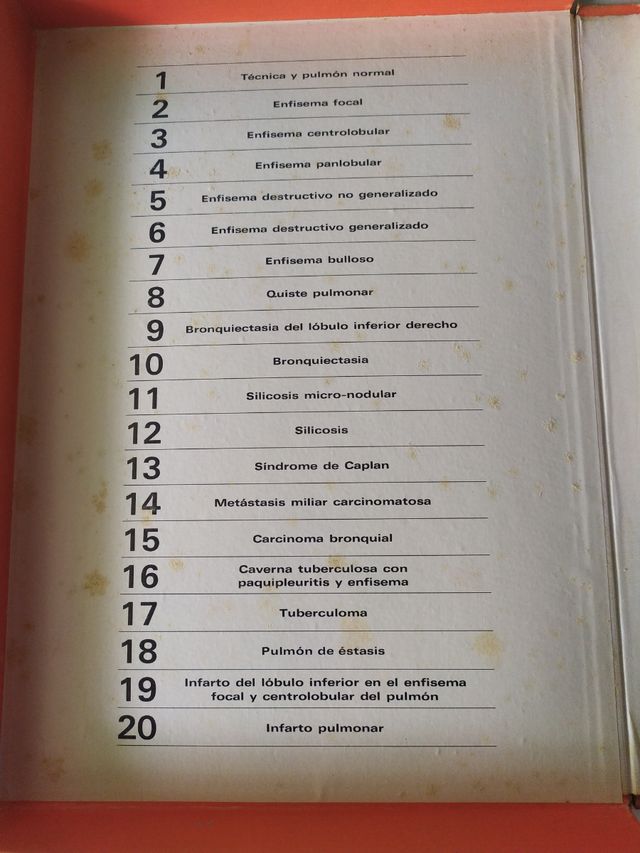 1 Técnica y pulmón normal
2 Enfisema focal
3 Enfisema centrolobular
4 Enfisema panlobular
5 Enfisema destructivo no generalizado
6 Enfisema destructivo generalizado
7 Enfisema bulloso
8 Quiste pulmonar
9 Bronquiectasia del lóbulo inferior derecho
10 Bronquiectasia
11 Silicosis micro-nodular
12 Silicosis
13 Síndrome de Caplan
14 Metástasis miliar carcinomatosa
15 Carcinoma bronquial
16 Caverna tuberculosa con
paquipleuritis y enfisema
17 Tuberculoma
18 Pulmón de éstasis
19 Infarto del lóbulo inferior en el enfisema
focal y centrolobular del pulmón
20 Infarto pulmonar